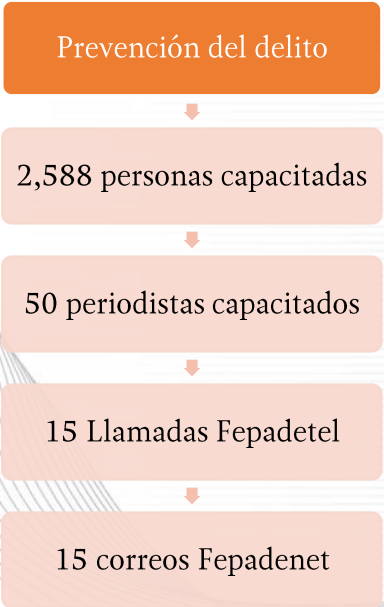 Prevención del delito
2,588 personas capacitadas
50 periodistas capacitados
15 Llamadas Fepadetel
15 correos Fepadenet